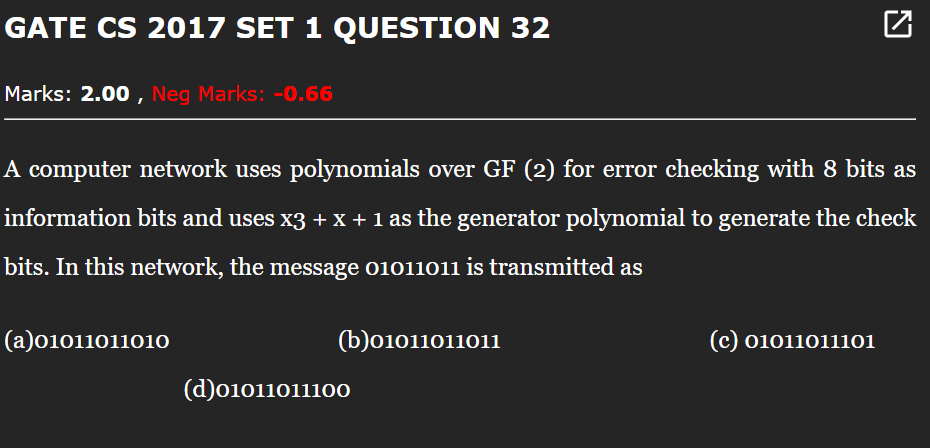 GATE CS 2017 SET 1 QUESTION 32
Marks: 2.00 , Neg Marks: -0.66
A computer network uses polynomials over GF (2) for error checking with 8 bits as
information bits and uses x3 + x + 1 as the generator polynomial to generate the check
bits. In this network, the message 01011011 is transmitted as
(a)01011011010 (b)01011011011 (c) 01011011101
(d)01011011100